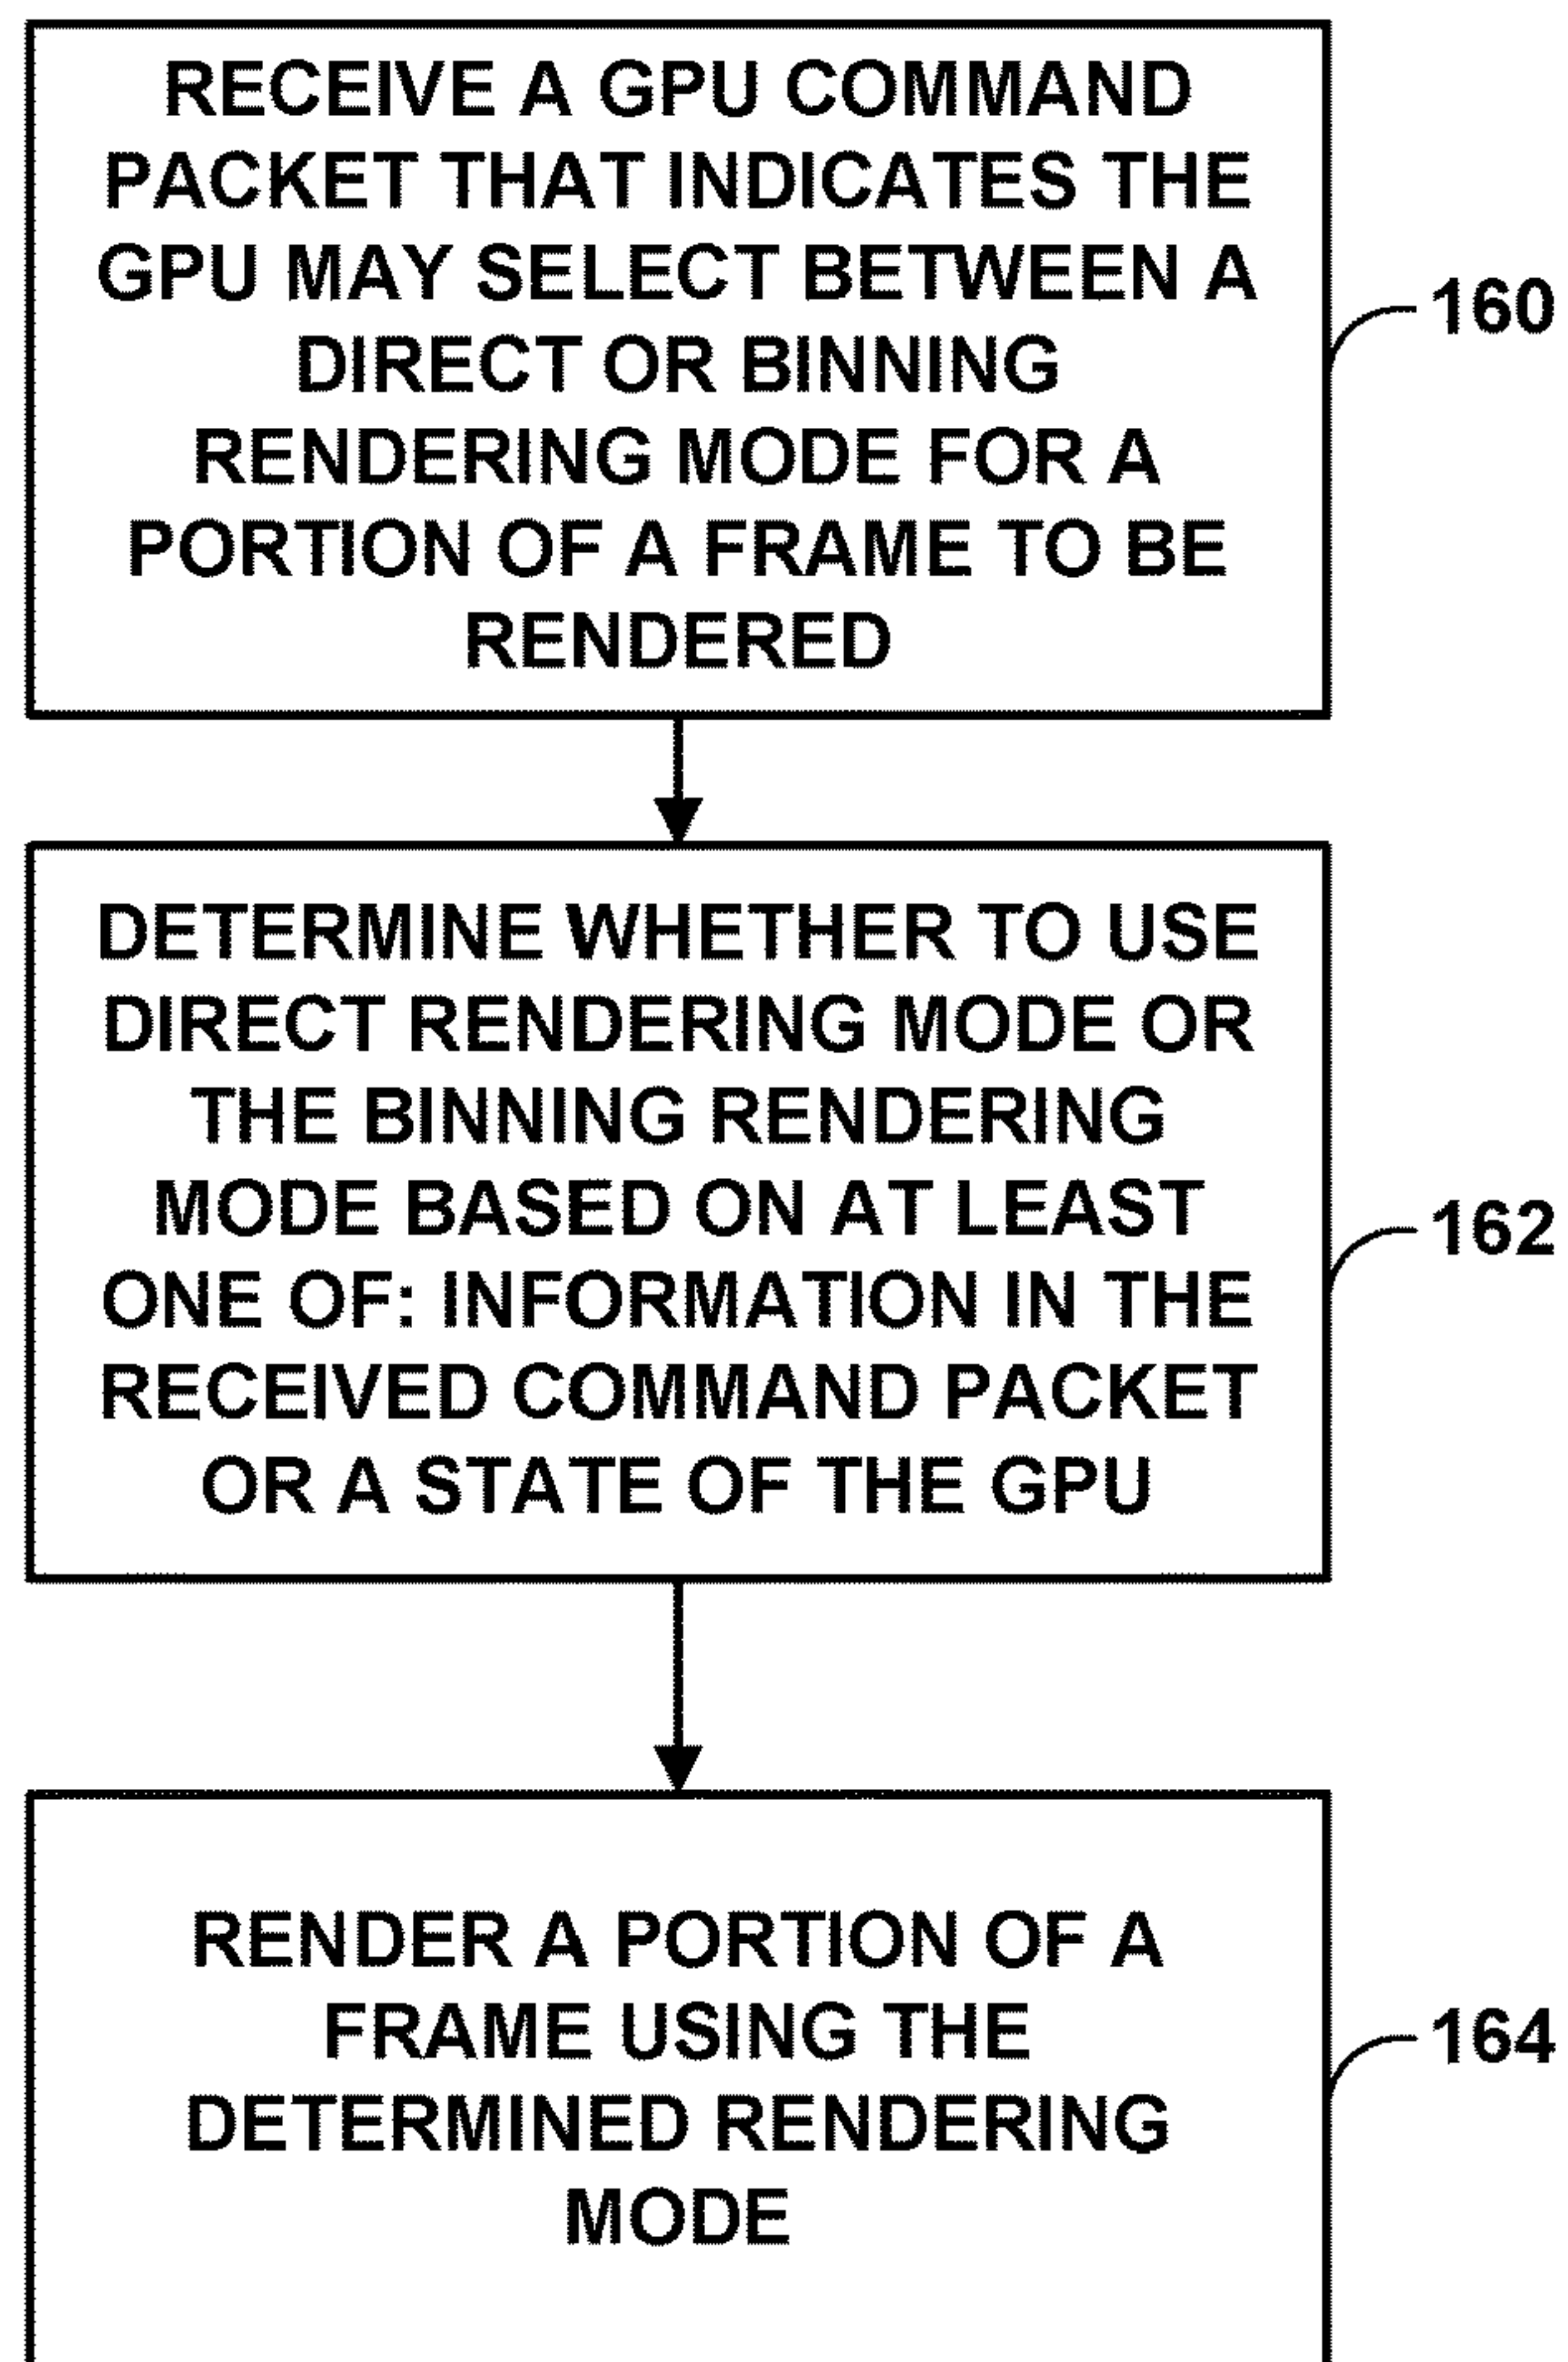 RECEIVE A GPU COMMAND
PACKET THAT INDICATES THE
GPU MAY SELECT BETWEEN A
DIRECT OR BINNING
RENDERING MODE FOR A
PORTION OF A FRAME TO BE
RENDERED
160
DETERMINE WHETHER TO USE
DIRECT RENDERING MODE OR
THE BINNING RENDERING
MODE BASED ON AT LEAST
ONE OF: INFORMATION IN THE
RECEIVED COMMAND PACKET
OR A STATE OF THE GPU
162
RENDER A PORTION OF A
FRAME USING THE
DETERMINED RENDERING
MODE
164